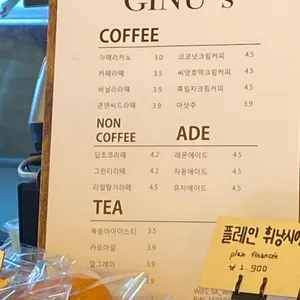 GINU's
COFFEE
아메리카노 3.0
카페라떼 3.5
바닐라라떼 3.9
콘덴씨드라떼 3.9
코코넛크림커피 4.5
씨앗호떡크림커피 4.5
흑임자크림커피 4.5
아샷추 3.9
NON
COFFEE
딥초코라떼 4.2
그린티라떼 4.2
리얼딸기라떼 4.5
ADE
레몬에이드 4.5
자몽에이드 4.5
유자에이드 4.5
TEA
복숭아아이스티 3.5
카모마일 3.9
얼그레이 3.9
플레인 휘낭시에
plain financi
₩ 1,900